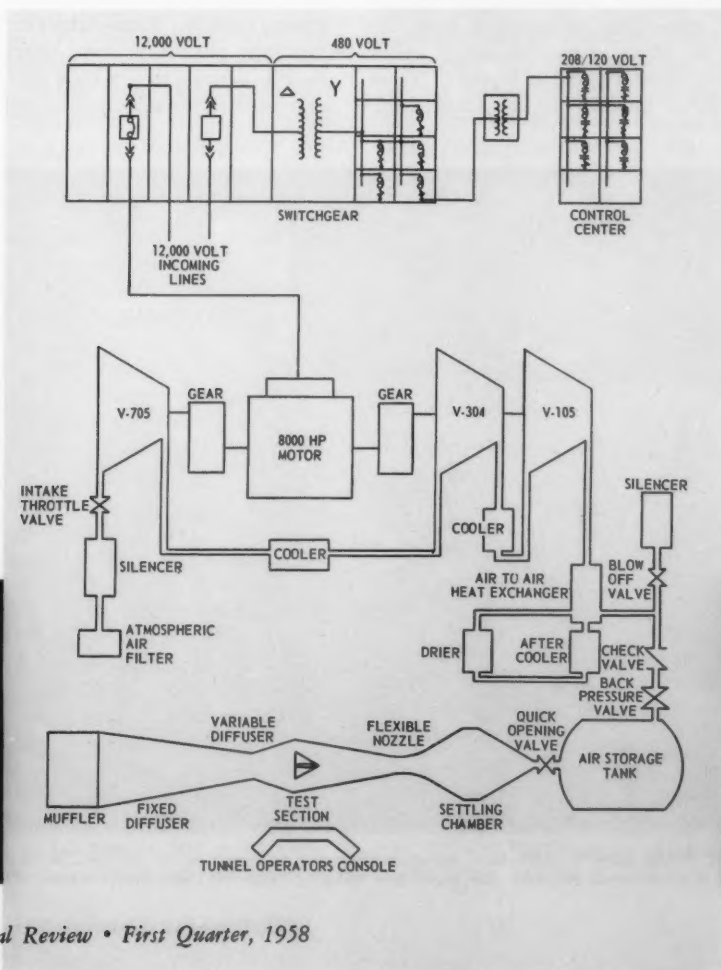 12,000 VOLT
480 VOLT
208/120 VOLT
Y
SWITCHGEAR
CONTROL
CENTER
12,000 VOLT
INCOMING
LINES
V-705
GEAR
8000 HP
MOTOR
GEAR
V-304
V-105
INTAKE
THROTTLE
VALVE
SILENCER
COOLER
COOLER
SILENCER
AIR TO AIR
HEAT EXCHANGER
BLOW
OFF
VALVE
ATMOSPHERIC
AIR
FILTER
DRIER
AFTER
COOLER
CHECK
VALVE
BACK
PRESSURE
VALVE
VARIABLE
DIFFUSER
FLEXIBLE
NOZZLE
QUICK
OPENING
VALVE
AIR STORAGE
TANK
MUFFLER
FIXED
DIFFUSER
TEST
SECTION
SETTLING
CHAMBER
TUNNEL OPERATORS CONSOLE
Review • First Quarter, 1958